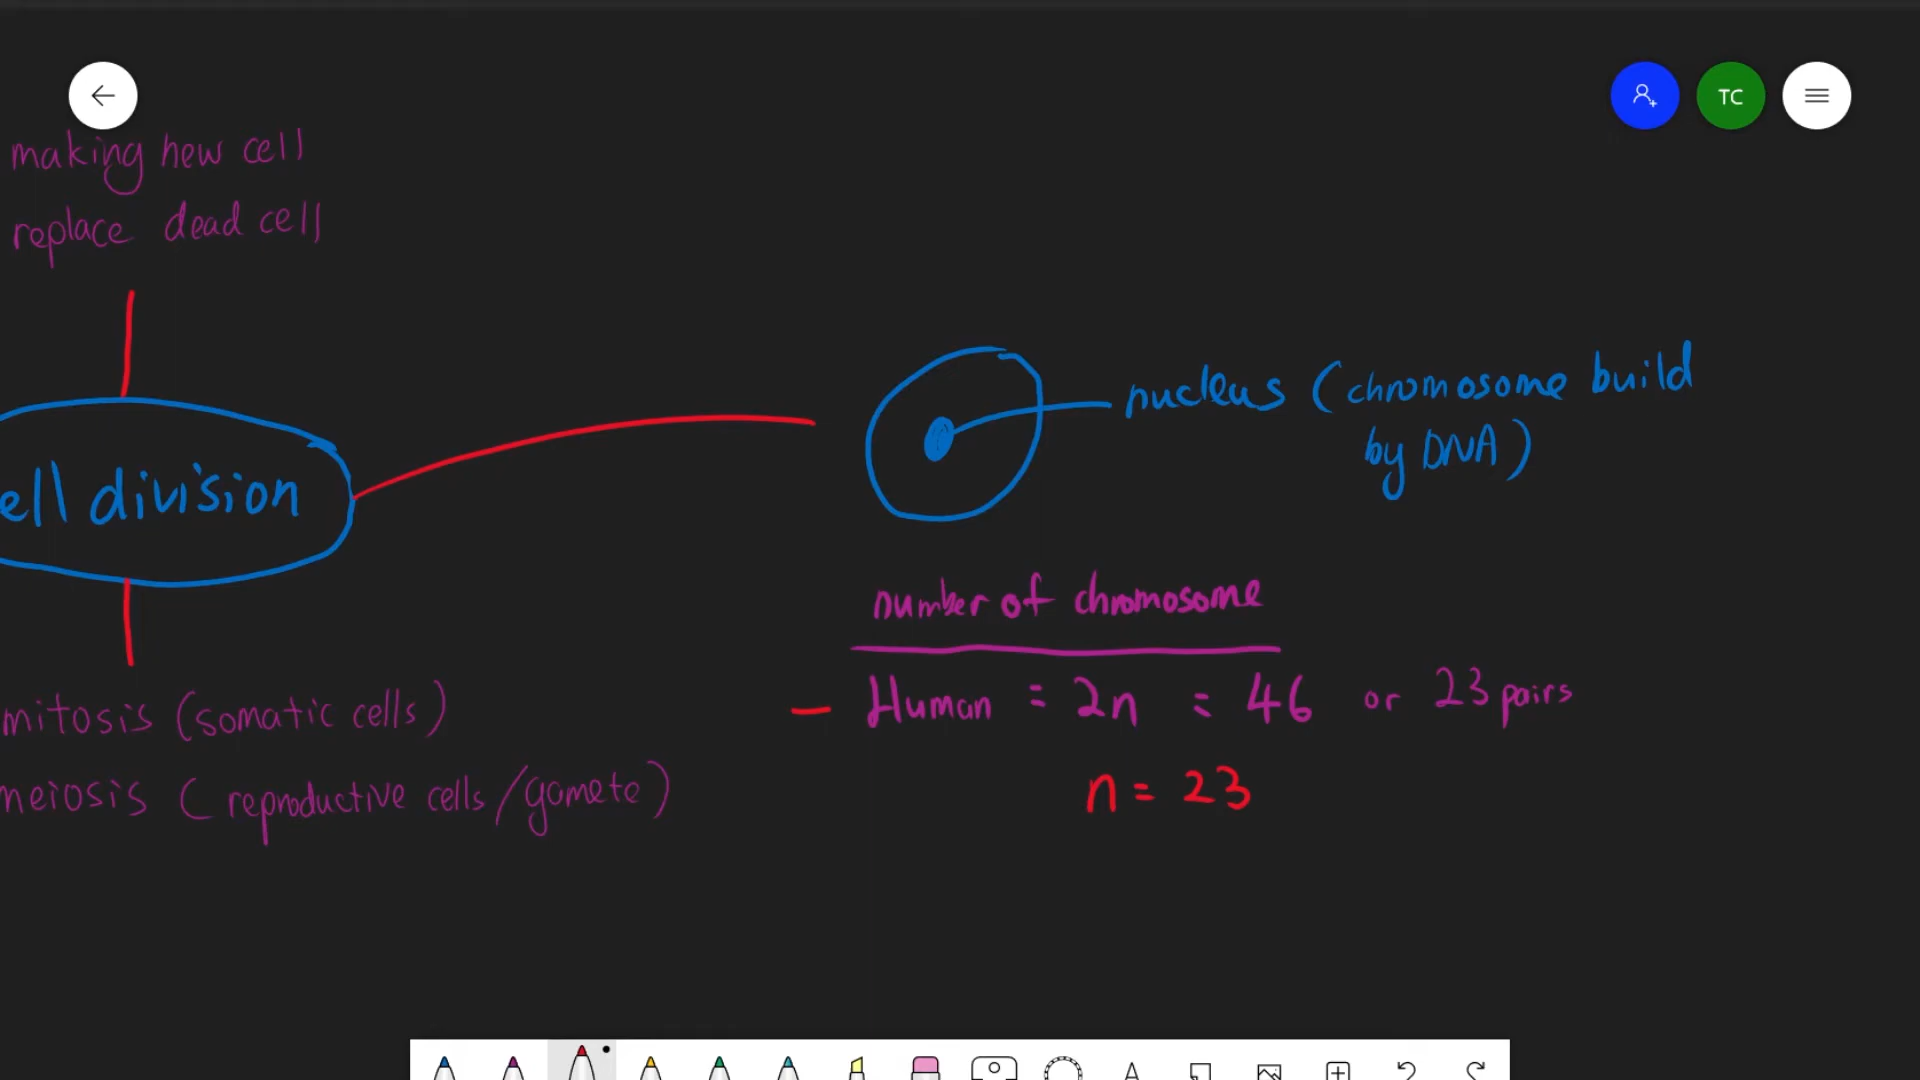 TC
making new cell
replace dead cell
ell division
mitosis (somatic cells)
meiosis (reproductive cells/gamete)
nucleus (chromosome build
by DNA)
number of chromosome
- Human = 2n = 46 or 23 pairs
n = 23